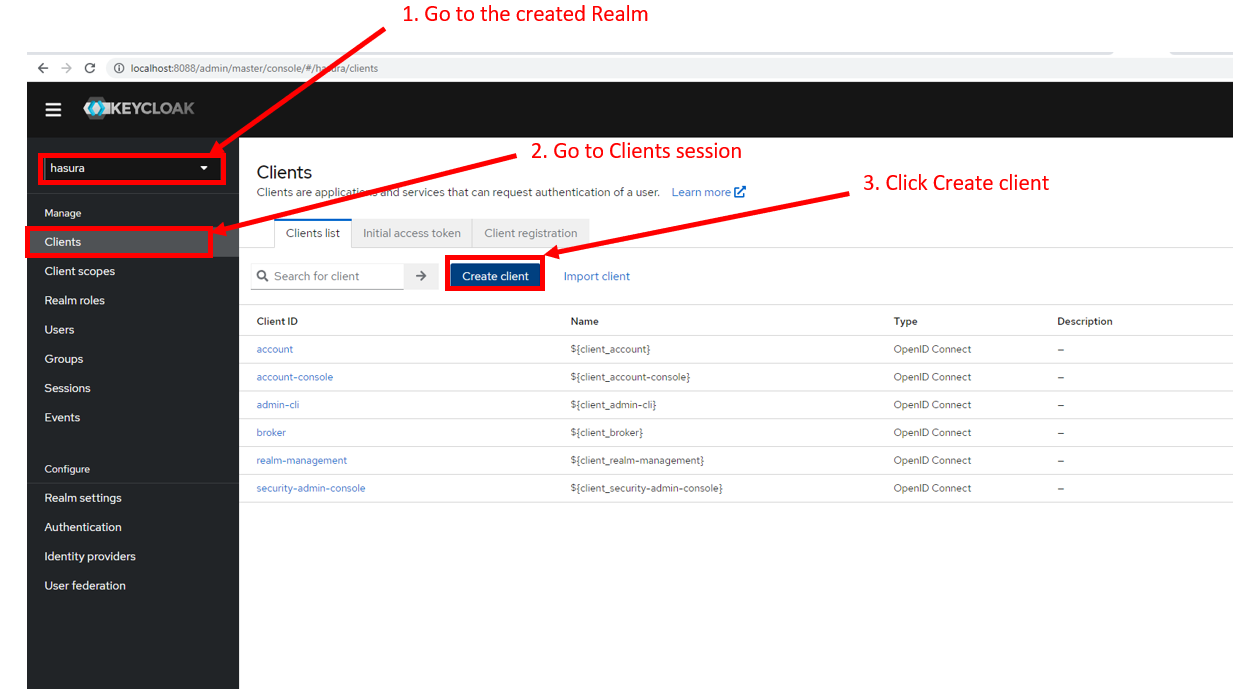 1. Go to the created Realm
localhost:8088/admin/master/console/#/hasura/clients
KEYCLOAK
hasura
2. Go to Clients session
Clients
3. Click Create client
Clients are applications and services that can request authentication of a user. Learn more
Manage
Clients
Clients list Initial access token Client registration
Client scopes
Search for client Create client Import client
Realm roles
Client ID Name Type Description
Users
account ${client_account} OpenID Connect –
Groups
account-console ${client_account-console} OpenID Connect –
Sessions
admin-cli ${client_admin-cli} OpenID Connect –
Events
broker ${client_broker} OpenID Connect –
realm-management ${client_realm-management} OpenID Connect –
Configure
security-admin-console ${client_security-admin-console} OpenID Connect –
Realm settings
Authentication
Identity providers
User federation